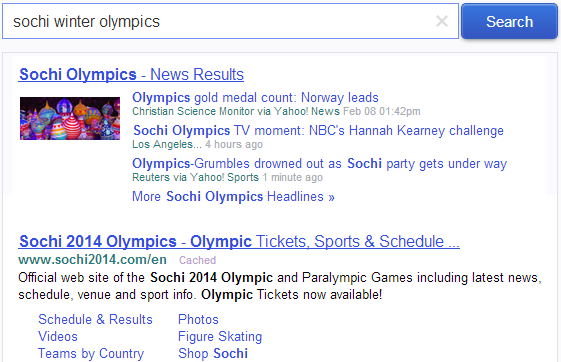 sochi winter olympics
Search
Sochi Olympics - News Results
Olympics gold medal count: Norway leads
Christian Science Monitor via Yahoo! News Feb 08 01:42pm
Sochi Olympics TV moment: NBC's Hannah Kearney challenge
Los Angeles... 4 hours ago
Olympics-Grumbles drowned out as Sochi party gets under way
Reuters via Yahoo! Sports 1 minute ago
More Sochi Olympics Headlines »
Sochi 2014 Olympics - Olympic Tickets, Sports & Schedule ...
www.sochi2014.com/en Cached
Official web site of the Sochi 2014 Olympic and Paralympic Games including latest news,
schedule, venue and sport info. Olympic Tickets now available!
Schedule & Results Photos
Videos Figure Skating
Teams by Country Shop Sochi